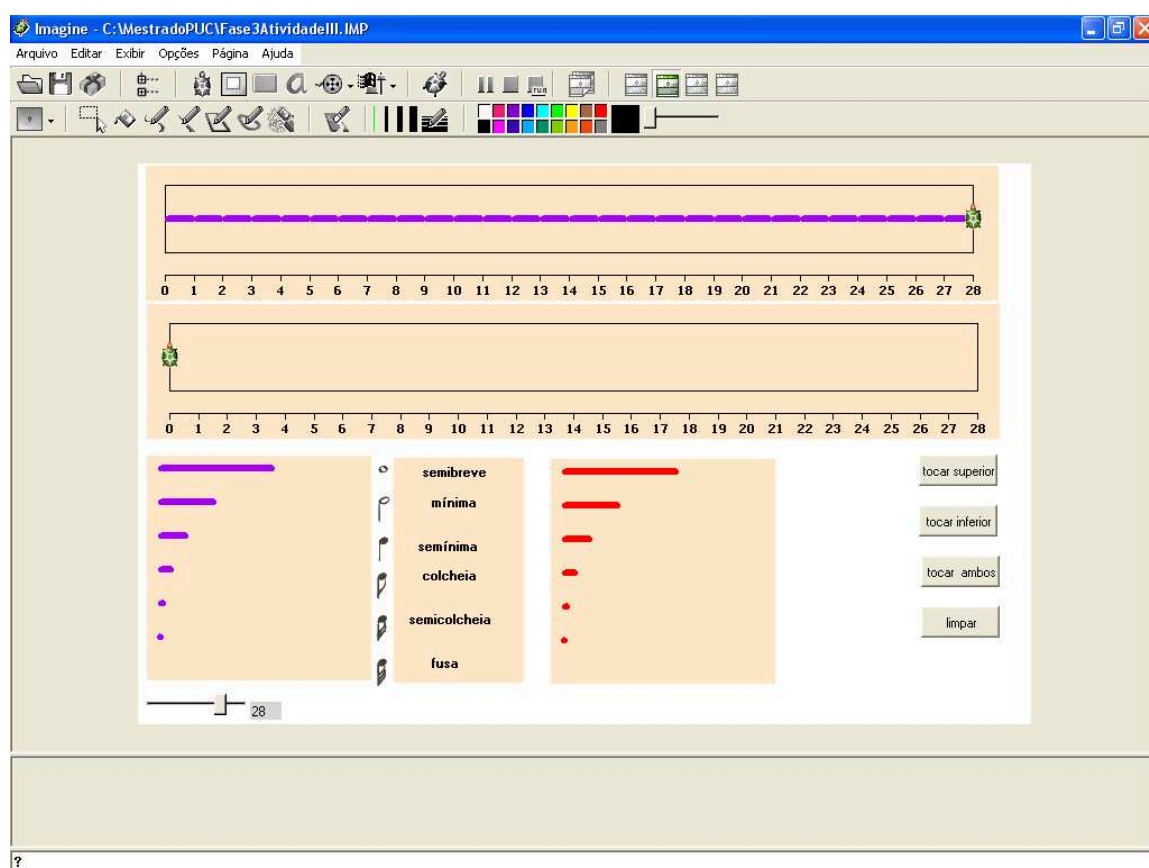 Imagine - C:\MestradoPUC\Fase3AtividadeIII.IMP
Arquivo Editar Exibir Opções Página Ajuda
run
0 1 2 3 4 5 6 7 8 9 10 11 12 13 14 15 16 17 18 19 20 21 22 23 24 25 26 27 28
0 1 2 3 4 5 6 7 8 9 10 11 12 13 14 15 16 17 18 19 20 21 22 23 24 25 26 27 28
semibreve
mínima
semínima
colcheia
semicolcheia
fusa
tocar superior
tocar inferior
tocar ambos
limpar
28
?